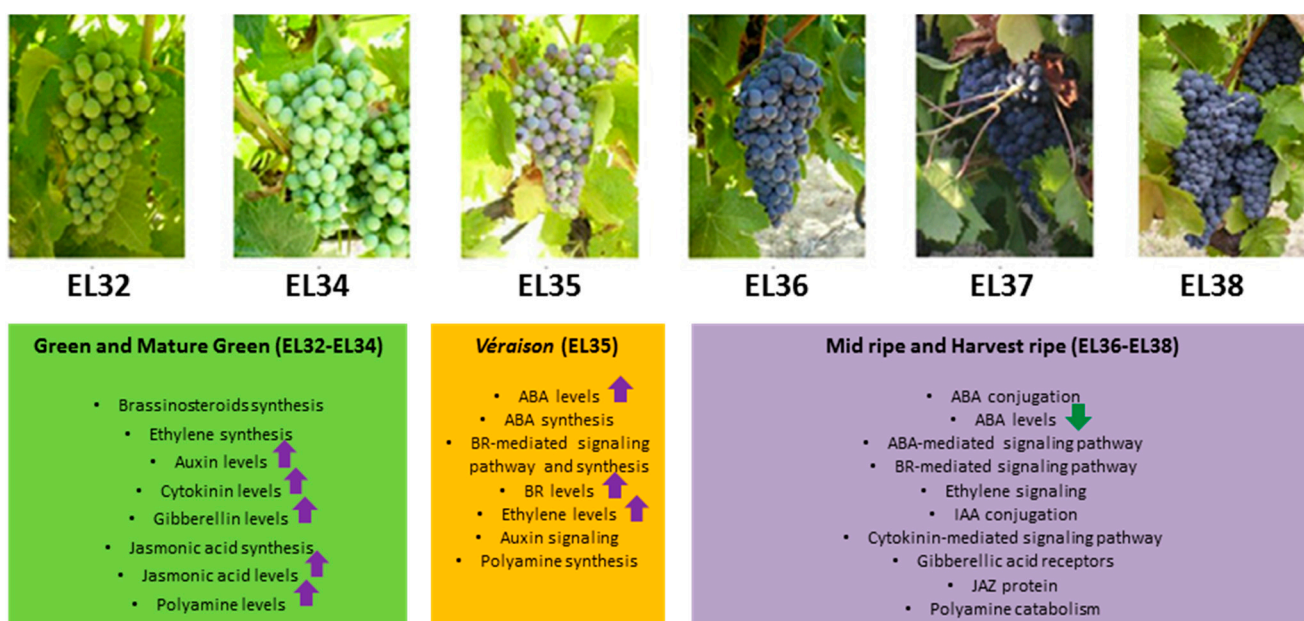 EL32
EL34
EL35
EL36
EL37
EL38
Green and Mature Green (EL32-EL34)
• Brassinosteroids synthesis
• Ethylene synthesis
• Auxin levels
• Cytokinin levels
• Gibberellin levels
• Jasmonic acid synthesis
• Jasmonic acid levels
• Polyamine levels
Véraison (EL35)
• ABA levels
• ABA synthesis
• BR-mediated signaling
pathway and synthesis
• BR levels
• Ethylene levels
• Auxin signaling
• Polyamine synthesis
Mid ripe and Harvest ripe (EL36-EL38)
• ABA conjugation
• ABA levels
• ABA-mediated signaling pathway
• BR-mediated signaling pathway
• Ethylene signaling
• IAA conjugation
• Cytokinin-mediated signaling pathway
• Gibberellic acid receptors
• JAZ protein
• Polyamine catabolism